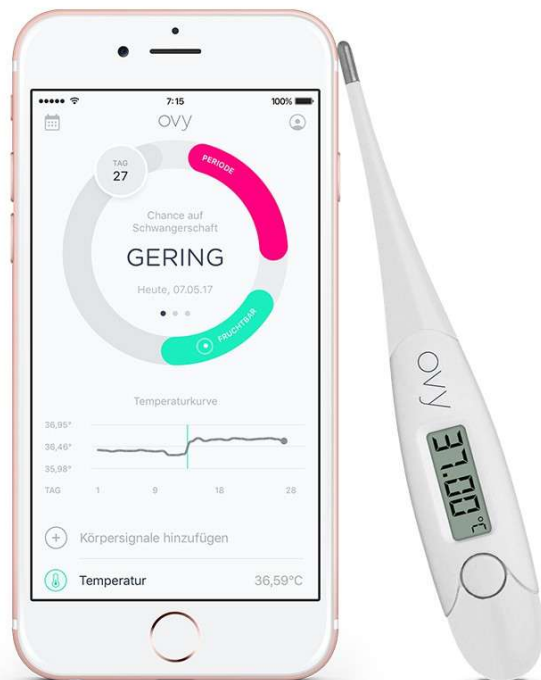 7:15
100%
ovy
TAG
27
PERIODE
Chance auf
Schwangerschaft
GERING
Heute, 07.05.17
FRUCHTBAR
Temperaturkurve
36,95°
36,46°
35,98°
TAG 1 9 18 28
Körpersignale hinzufügen
Temperatur 36,59°C
ovy
37.00 °C